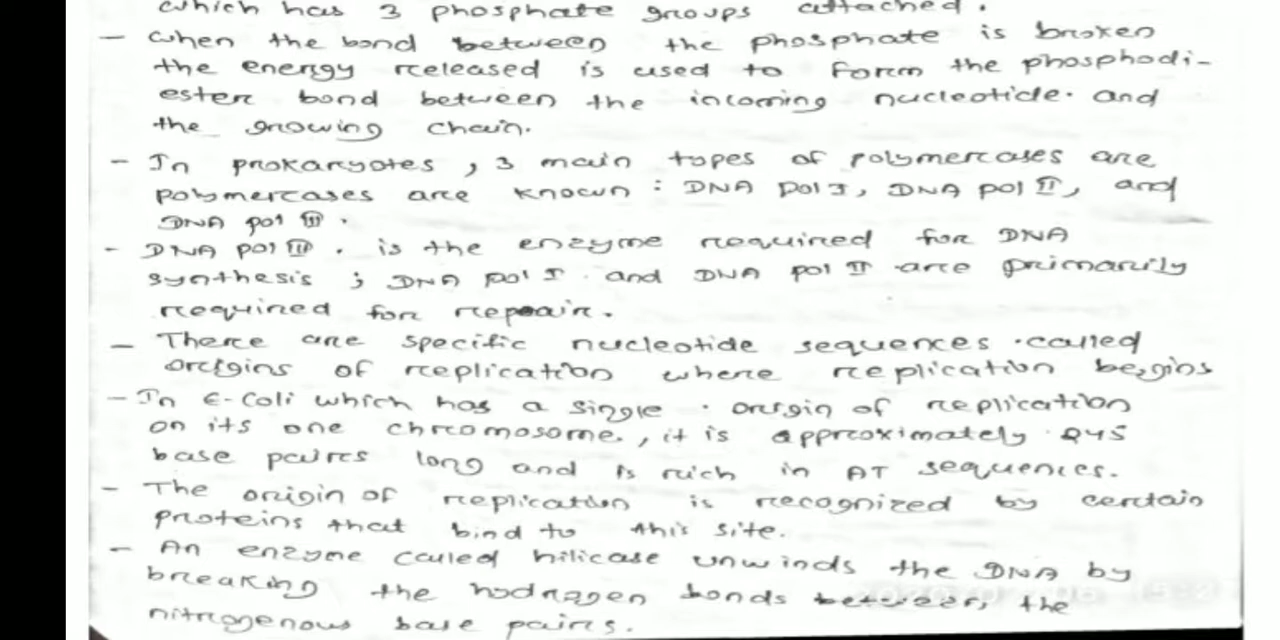 which has 3 phosphate groups attached.
- when the bond between the phosphate is broken
the energy released is used to form the phosphodi-
ester bond between the incoming nucleotide. and
the growing chain.
- In prokaryotes, 3 main types of polymerases are
polymerases are known : DNA pol I, DNA pol II, and
DNA pol III.
- DNA pol III. is the enzyme required for DNA
synthesis ; DNA pol I. and DNA pol II are primarily
required for repair.
- There are specific nucleotide sequences .called
origins of replication where replication begins
- In E-Coli which has a single . origin of replication
on its one chromosome., it is approximately 245
base paires long and is rich in AT sequences.
- The origin of replication is recognized by certain
proteins that bind to this site.
- An enzyme called hilicase unwinds the DNA by
breaking the hydrogen bonds between the
nitrogenous base paires.